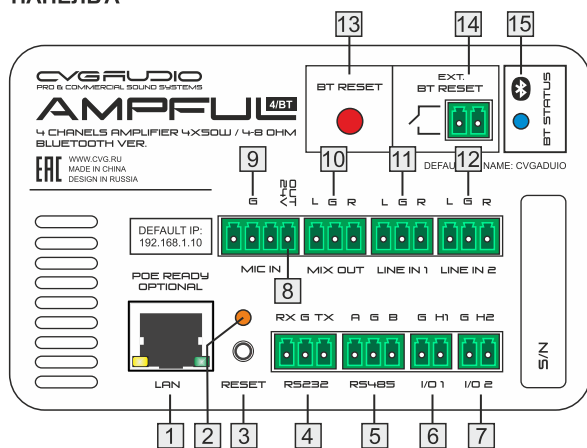 13
14
15
CVGAUDIO
PRO & COMMERCIAL SOUND SYSTEMS
AMPFUL 4/BT
4 CHANELS AMPLIFIER 4X50W / 4-8 OHM
BLUETOOTH VER.
EAC
WWW.CVG.RU
MADE IN CHINA
DESIGN IN RUSSIA
BT RESET
EXT.
BT RESET
BT STATUS
9
10
11
12
NAME: CVGADUIO
G
24V
OUT
L G R
L G R
L G R
DEFAULT IP:
192.168.1.10
MIC IN
MIX OUT
LINE IN 1
LINE IN 2
8
POE READY
OPTIONAL
RX G TX
A G B
G H1
G H2
LAN
RESET
RS232
RS485
I/O 1
I/O 2
S/N
1
2
3
4
5
6
7